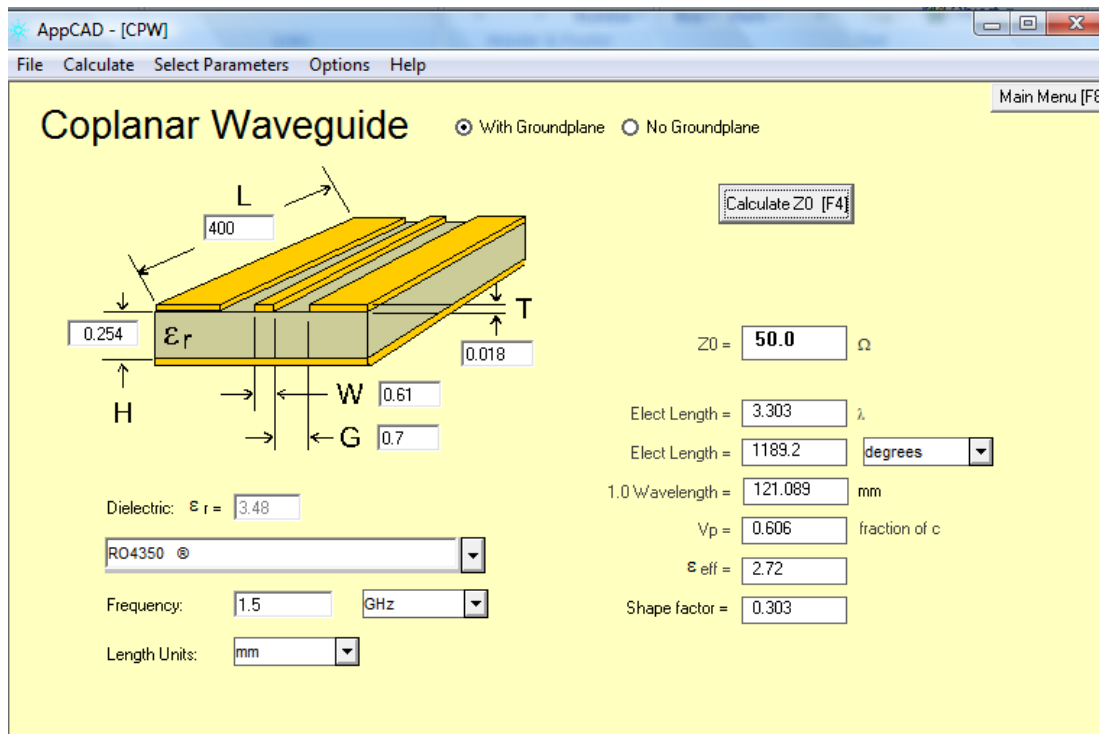 AppCAD - [CPW]
File Calculate Select Parameters Options Help
Main Menu [F8
Coplanar Waveguide
With Groundplane No Groundplane
Calculate Z0 [F4]
L
400
0.254
εr
T
0.018
H
W 0.61
G 0.7
Z0 = 50.0 Ω
Elect Length = 3.303 λ
Elect Length = 1189.2 degrees
1.0 Wavelength = 121.089 mm
Vp = 0.606 fraction of c
ε eff = 2.72
Shape factor = 0.303
Dielectric: ε r = 3.48
RO4350 ®
Frequency: 1.5 GHz
Length Units: mm